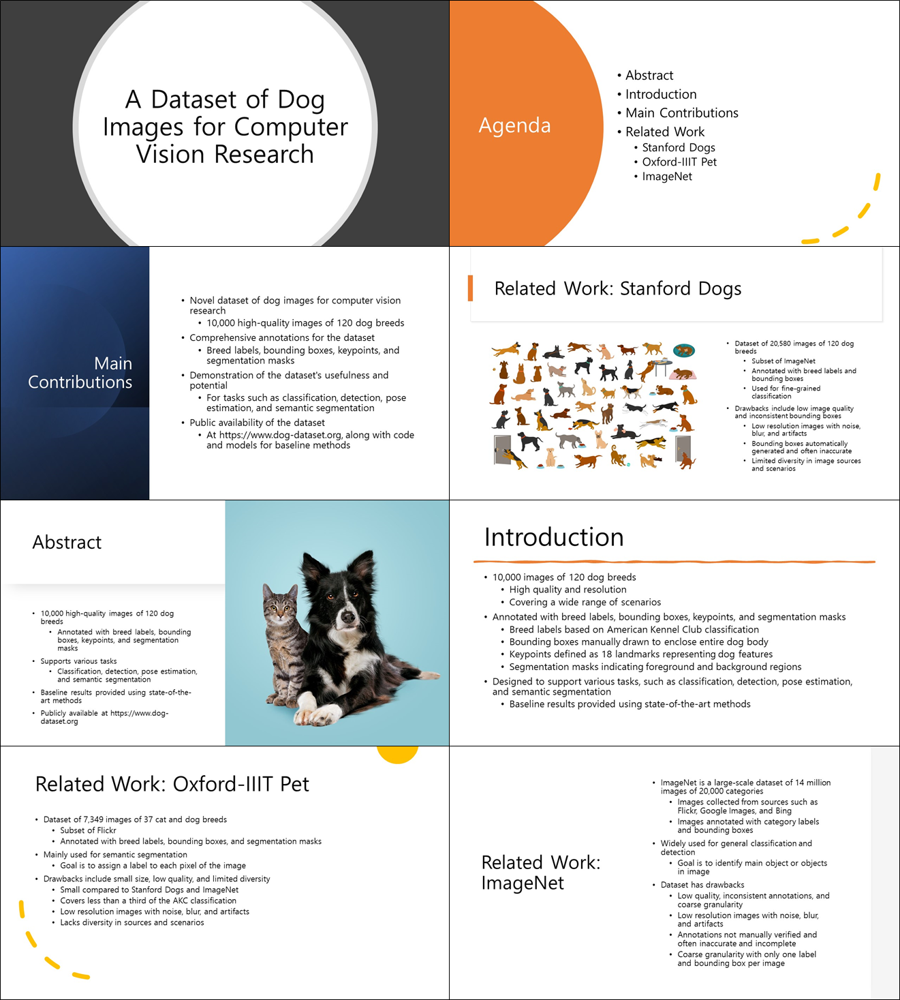 A Dataset of Dog
Images for Computer
Vision Research
Agenda
• Abstract
• Introduction
• Main Contributions
• Related Work
• Stanford Dogs
• Oxford-IIIT Pet
• ImageNet
Main
Contributions
• Novel dataset of dog images for computer vision
research
• 10,000 high-quality images of 120 dog breeds
• Comprehensive annotations for the dataset
• Breed labels, bounding boxes, keypoints, and
segmentation masks
• Demonstration of the dataset's usefulness and
potential
• For tasks such as classification, detection, pose
estimation, and semantic segmentation
• Public availability of the dataset
• At https://www.dog-dataset.org, along with code
and models for baseline methods
Related Work: Stanford Dogs
• Dataset of 20,580 images of 120 dog
breeds
• Subset of ImageNet
• Annotated with breed labels and
bounding boxes
• Used for fine-grained
classification
• Drawbacks include low image quality
and inconsistent bounding boxes
• Low resolution images with noise,
blur, and artifacts
• Bounding boxes automatically
generated and often inaccurate
• Limited diversity in image sources
and scenarios
Abstract
• 10,000 high-quality images of 120 dog
breeds
• Annotated with breed labels, bounding
boxes, keypoints, and segmentation
masks
• Supports various tasks
• Classification, detection, pose estimation,
and semantic segmentation
• Baseline results provided using state-of-the-
art methods
• Publicly available at https://www.dog-
dataset.org
Introduction
• 10,000 images of 120 dog breeds
• High quality and resolution
• Covering a wide range of scenarios
• Annotated with breed labels, bounding boxes, keypoints, and segmentation masks
• Breed labels based on American Kennel Club classification
• Bounding boxes manually drawn to enclose entire dog body
• Keypoints defined as 18 landmarks representing dog features
• Segmentation masks indicating foreground and background regions
• Designed to support various tasks, such as classification, detection, pose estimation,
and semantic segmentation
• Baseline results provided using state-of-the-art methods
Related Work: Oxford-IIIT Pet
• Dataset of 7,349 images of 37 cat and dog breeds
• Subset of Flickr
• Annotated with breed labels, bounding boxes, and segmentation masks
• Mainly used for semantic segmentation
• Goal is to assign a label to each pixel of the image
• Drawbacks include small size, low quality, and limited diversity
• Small compared to Stanford Dogs and ImageNet
• Covers less than a third of the AKC classification
• Low resolution images with noise, blur, and artifacts
• Lacks diversity in sources and scenarios
Related Work:
ImageNet
• ImageNet is a large-scale dataset of 14 million
images of 20,000 categories
• Images collected from sources such as
Flickr, Google Images, and Bing
• Images annotated with category labels
and bounding boxes
• Widely used for general classification and
detection
• Goal is to identify main object or objects
in image
• Dataset has drawbacks
• Low quality, inconsistent annotations, and
coarse granularity
• Low resolution images with noise, blur,
and artifacts
• Annotations not manually verified and
often inaccurate and incomplete
• Coarse granularity with only one label
and bounding box per image